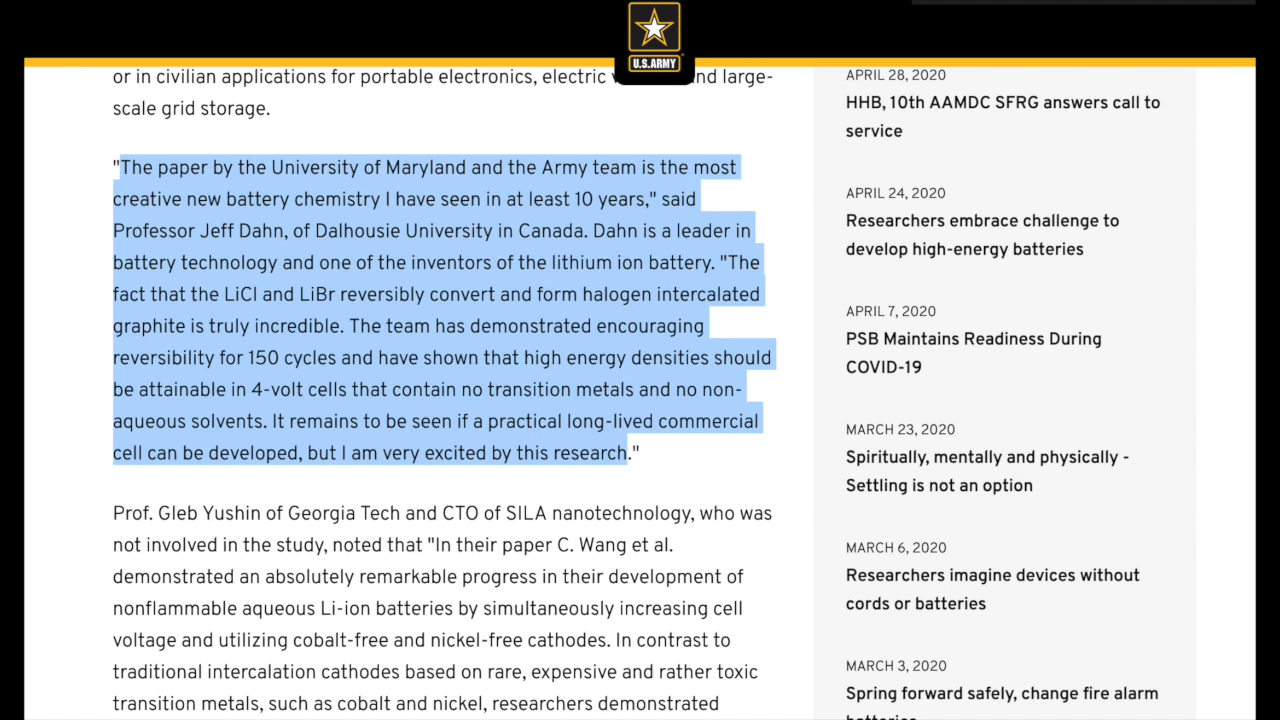 U.S.ARMY
or in civilian applications for portable electronics, electric v nd large-
scale grid storage.
"The paper by the University of Maryland and the Army team is the most
creative new battery chemistry I have seen in at least 10 years," said
Professor Jeff Dahn, of Dalhousie University in Canada. Dahn is a leader in
battery technology and one of the inventors of the lithium ion battery. "The
fact that the LiCl and LiBr reversibly convert and form halogen intercalated
graphite is truly incredible. The team has demonstrated encouraging
reversibility for 150 cycles and have shown that high energy densities should
be attainable in 4-volt cells that contain no transition metals and no non-
aqueous solvents. It remains to be seen if a practical long-lived commercial
cell can be developed, but I am very excited by this research."
Prof. Gleb Yushin of Georgia Tech and CTO of SILA nanotechnology, who was
not involved in the study, noted that "In their paper C. Wang et al.
demonstrated an absolutely remarkable progress in their development of
nonflammable aqueous Li-ion batteries by simultaneously increasing cell
voltage and utilizing cobalt-free and nickel-free cathodes. In contrast to
traditional intercalation cathodes based on rare, expensive and rather toxic
transition metals, such as cobalt and nickel, researchers demonstrated
APRIL 28, 2020
HHB, 10th AAMDC SFRG answers call to
service
APRIL 24, 2020
Researchers embrace challenge to
develop high-energy batteries
APRIL 7, 2020
PSB Maintains Readiness During
COVID-19
MARCH 23, 2020
Spiritually, mentally and physically -
Settling is not an option
MARCH 6, 2020
Researchers imagine devices without
cords or batteries
MARCH 3, 2020
Spring forward safely, change fire alarm
batteries